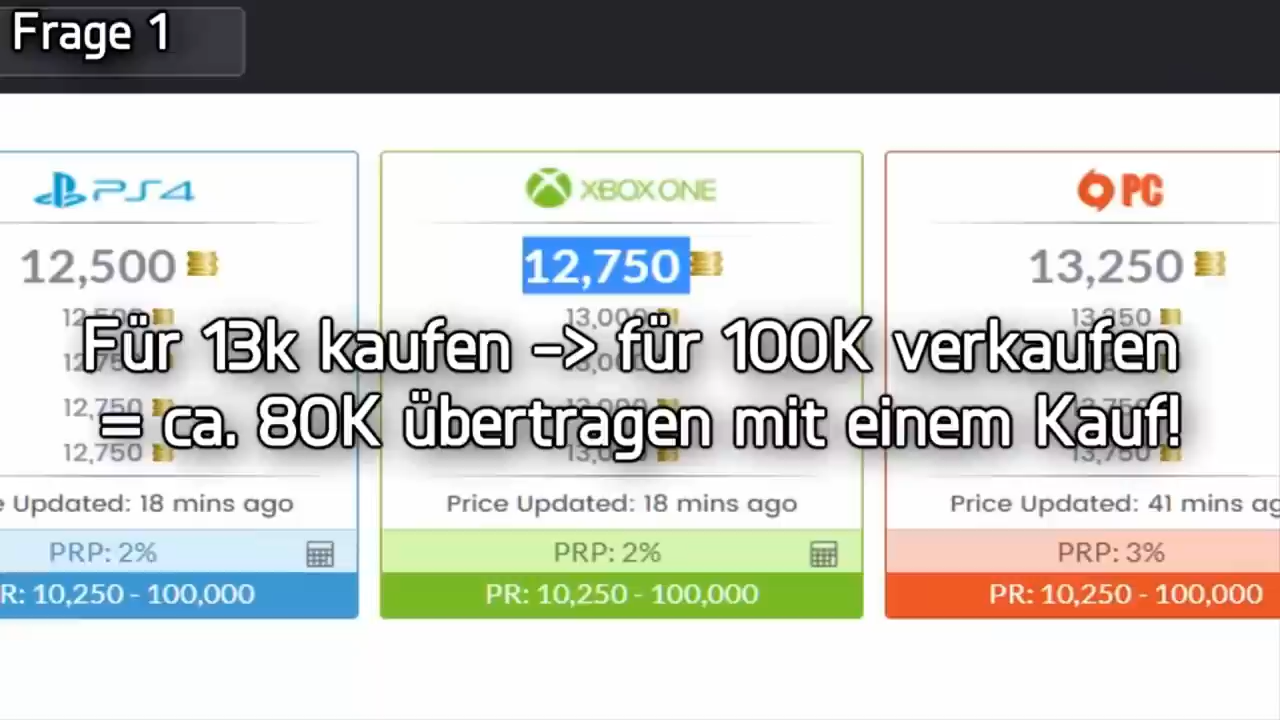 Frage 1
PS4
XBOX ONE
PC
12,500
12,750
13,250
Für 13k kaufen -> für 100K verkaufen
= ca. 80K übertragen mit einem Kauf!
12,750
Updated: 18 mins ago
Price Updated: 18 mins ago
Price Updated: 41 mins
PRP: 2%
PRP: 2%
PRP: 3%
R: 10,250 - 100,000
PR: 10,250 - 100,000
PR: 10,250 - 100,000